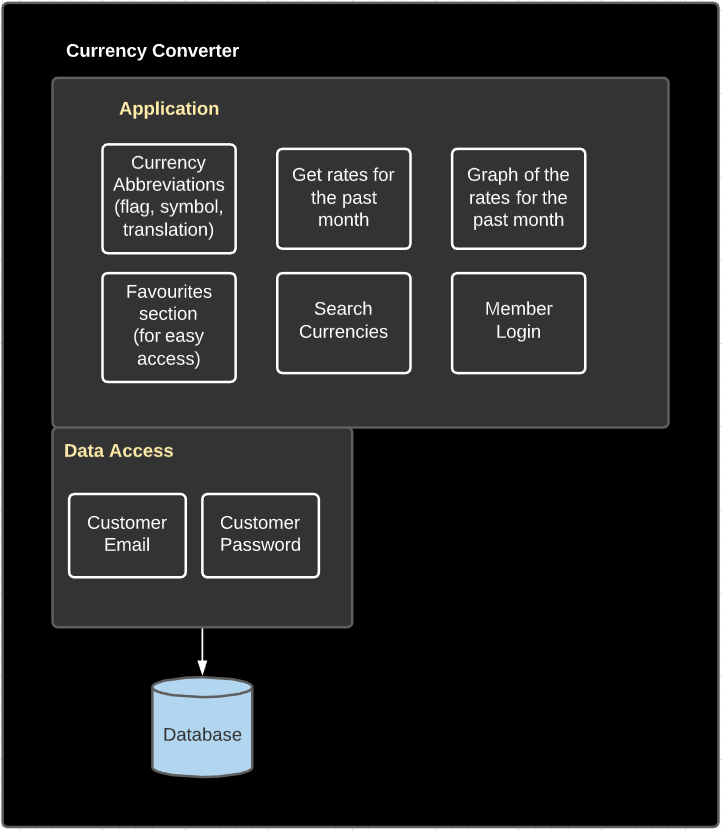 Currency Converter
Application
Currency
Abbreviations
(flag, symbol,
translation)
Get rates for
the past
month
Graph of the
rates for the
past month
Favourites
section
(for easy
access)
Search
Currencies
Member
Login
Data Access
Customer
Email
Customer
Password
Database